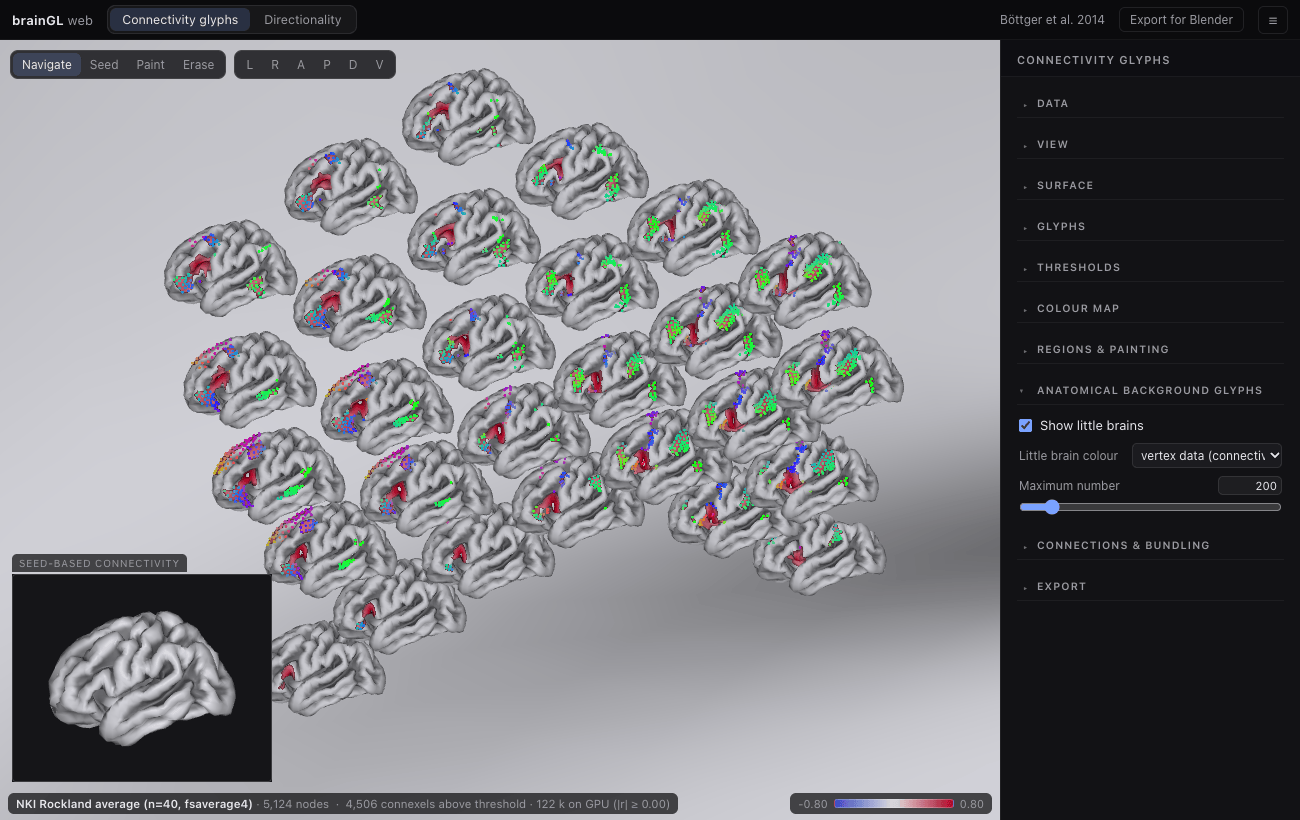 brainGL web
Connectivity glyphs
Directionality
Böttger et al. 2014
Export for Blender
≡
Navigate
Seed
Paint
Erase
L R A P D V
CONNECTIVITY GLYPHS
DATA
VIEW
SURFACE
GLYPHS
THRESHOLDS
COLOUR MAP
REGIONS & PAINTING
ANATOMICAL BACKGROUND GLYPHS
Show little brains
Little brain colour
vertex data (connectiv
Maximum number
200
CONNECTIONS & BUNDLING
EXPORT
SEED-BASED CONNECTIVITY
NKI Rockland average (n=40, fsaverage4) · 5,124 nodes · 4,506 connexels above threshold · 122 k on GPU (|r| ≥ 0.00)
-0.80
0.80